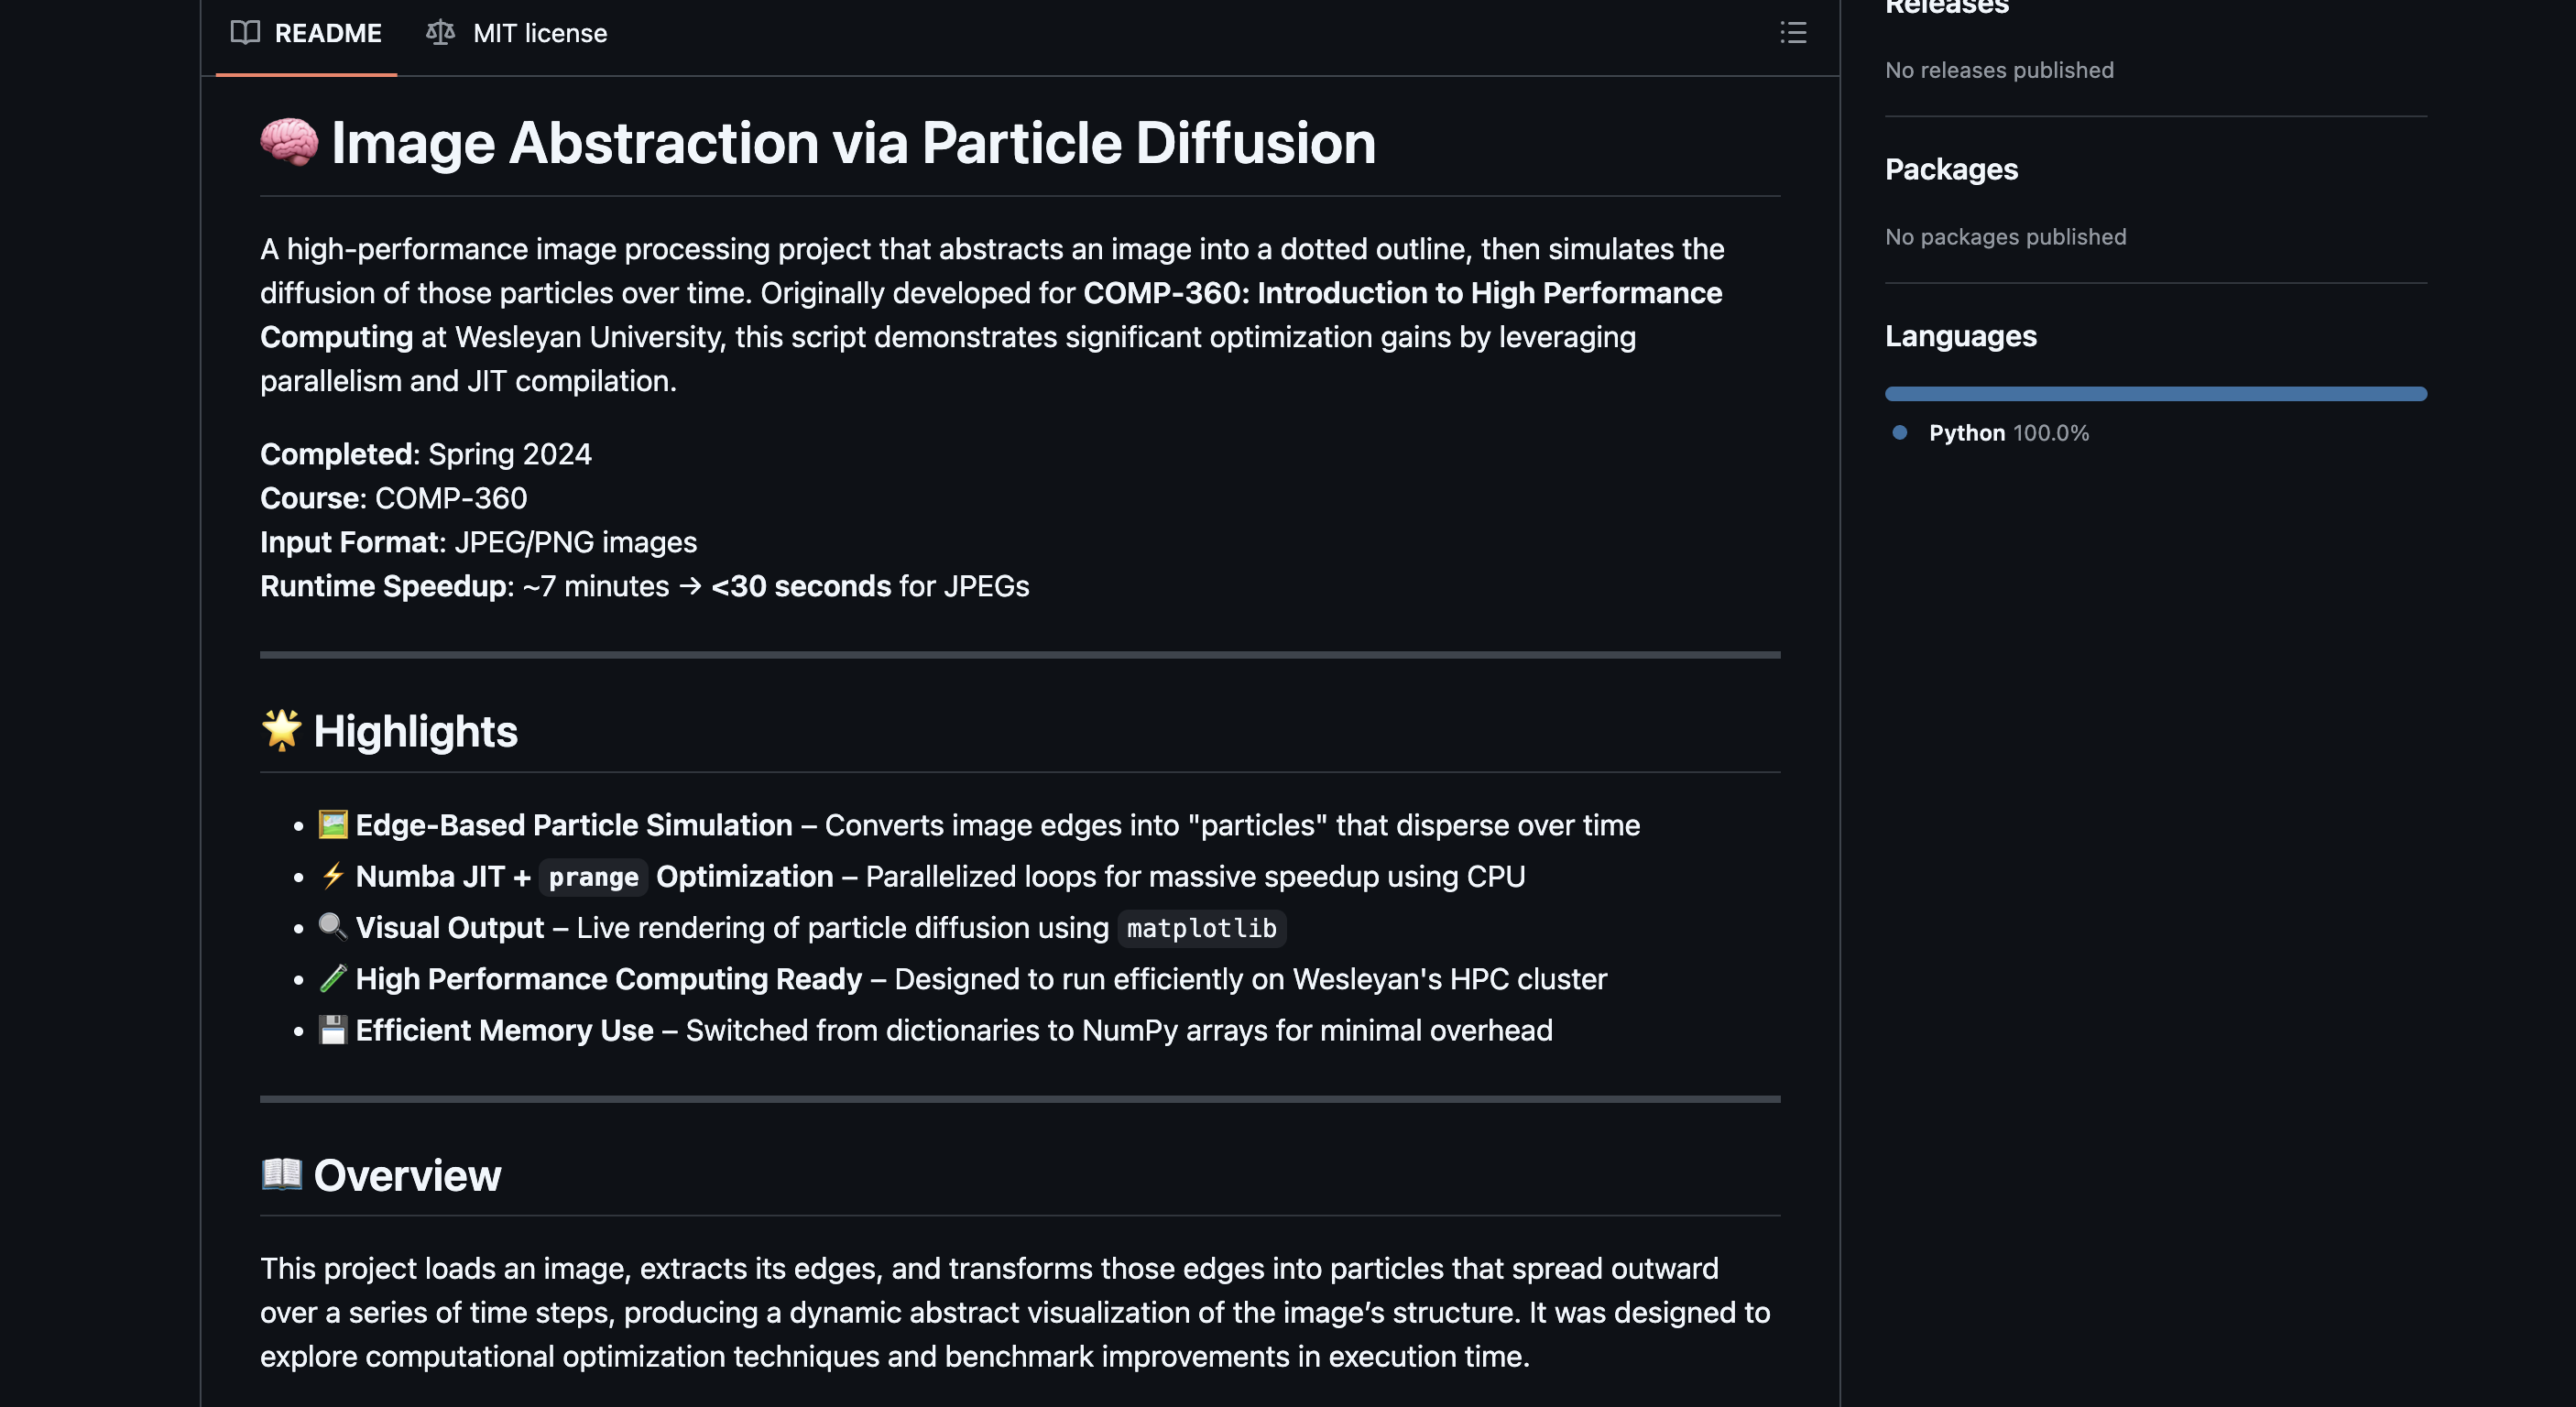 README
MIT license
🧠 Image Abstraction via Particle Diffusion
A high-performance image processing project that abstracts an image into a dotted outline, then simulates the
diffusion of those particles over time. Originally developed for COMP-360: Introduction to High Performance
Computing at Wesleyan University, this script demonstrates significant optimization gains by leveraging
parallelism and JIT compilation.
Completed: Spring 2024
Course: COMP-360
Input Format: JPEG/PNG images
Runtime Speedup: ~7 minutes → <30 seconds for JPEGs
🌟 Highlights
• 🖼️ Edge-Based Particle Simulation – Converts image edges into "particles" that disperse over time
• ⚡ Numba JIT + prange Optimization – Parallelized loops for massive speedup using CPU
• 🔍 Visual Output – Live rendering of particle diffusion using matplotlib
• 🧪 High Performance Computing Ready – Designed to run efficiently on Wesleyan's HPC cluster
• 💾 Efficient Memory Use – Switched from dictionaries to NumPy arrays for minimal overhead
📖 Overview
This project loads an image, extracts its edges, and transforms those edges into particles that spread outward
over a series of time steps, producing a dynamic abstract visualization of the image’s structure. It was designed to
explore computational optimization techniques and benchmark improvements in execution time.
Releases
No releases published
Packages
No packages published
Languages
Python 100.0%